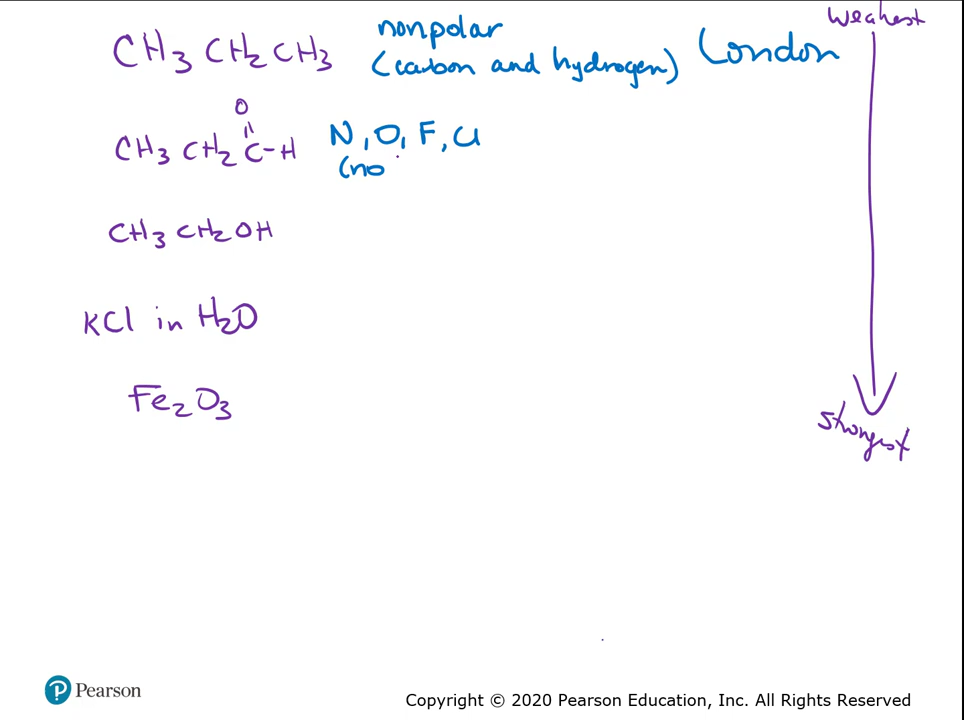 weakest
CH3 CH2 CH3 nonpolar (carbon and hydrogen) London
O
CH3 CH2 C-H N, O, F, Cl
(no
CH3 CH2 OH
KCl in H2O
Fe2O3
strongest
P Pearson
Copyright © 2020 Pearson Education, Inc. All Rights Reserved